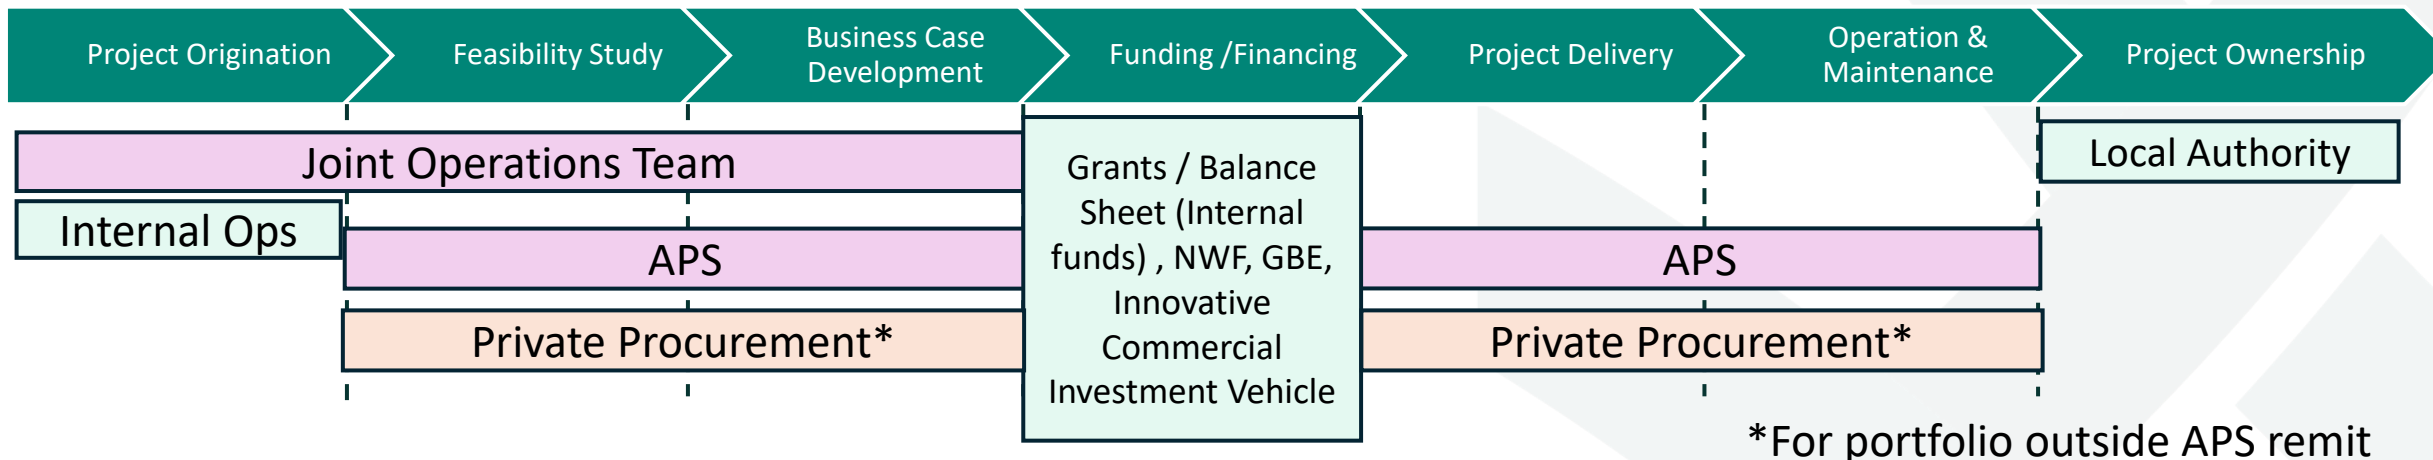 Project Origination
Feasibility Study
Business Case
Development
Funding /Financing
Project Delivery
Operation &
Maintenance
Project Ownership
Joint Operations Team
Internal Ops
APS
Private Procurement*
Grants / Balance
Sheet (Internal
funds) , NWF, GBE,
Innovative
Commercial
Investment Vehicle
APS
Private Procurement*
Local Authority
*For portfolio outside APS remit